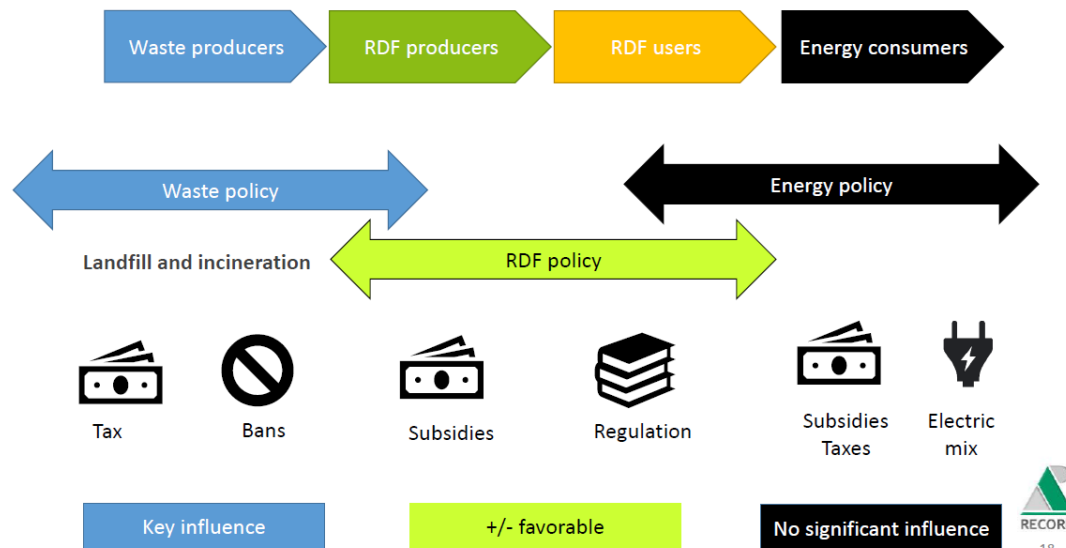 Waste producers
RDF producers
RDF users
Energy consumers
Waste policy
Energy policy
Landfill and incineration
RDF policy
Tax
Bans
Subsidies
Regulation
Subsidies
Taxes
Electric
mix
Key influence
+/- favorable
No significant influence
RECOR
18